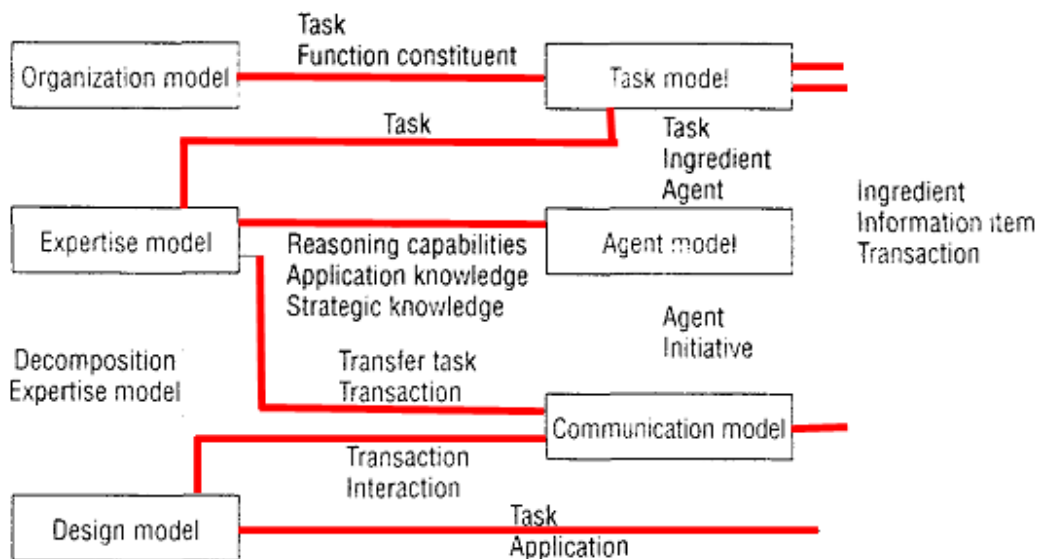 Task
Function constituent
Organization model
Task model
Task
Task
Ingredient
Agent
Ingredient
Information item
Transaction
Expertise model
Agent model
Reasoning capabilities
Application knowledge
Strategic knowledge
Agent
Initiative
Decomposition
Expertise model
Transfer task
Transaction
Communication model
Transaction
Interaction
Design model
Task
Application